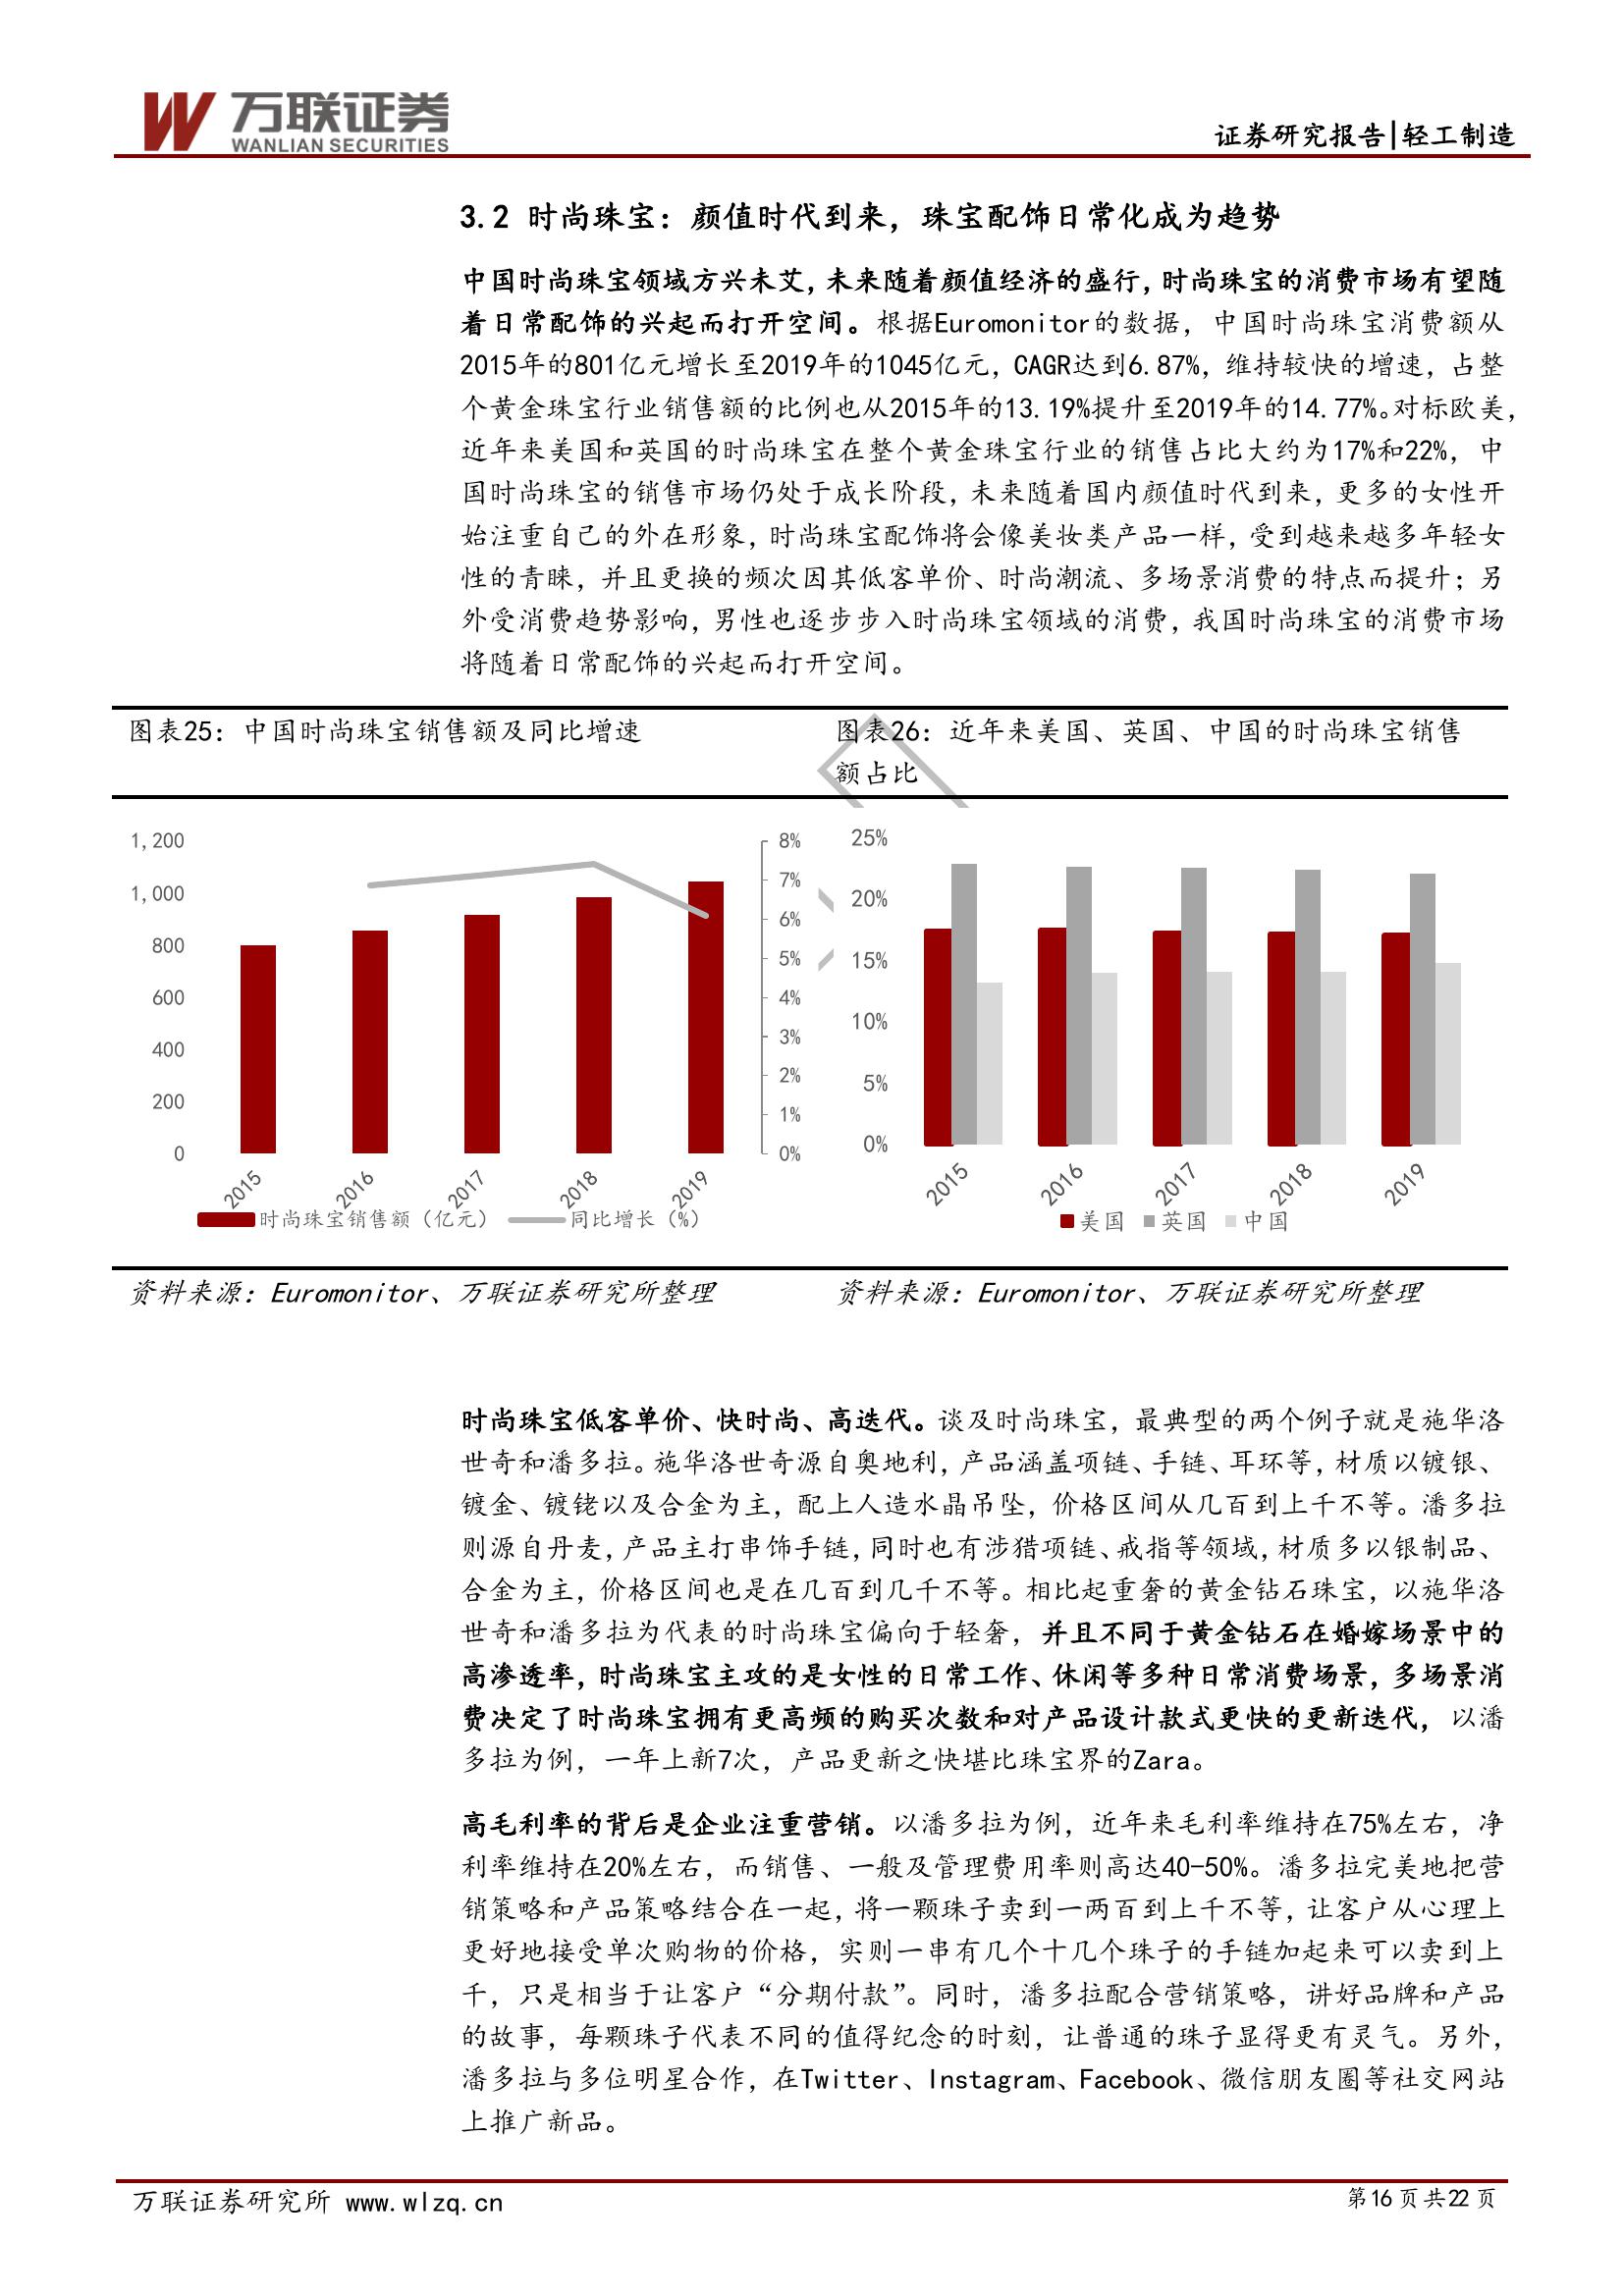 万联证券
WANLIAN SECURITIES
证券研究报告|轻工制造
3.2 时尚珠宝：颜值时代到来，珠宝配饰日常化成为趋势
中国时尚珠宝领域方兴未艾，未来随着颜值经济的盛行，时尚珠宝的消费市场有望随
着日常配饰的兴起而打开空间。根据Euromonitor的数据，中国时尚珠宝消费额从
2015年的801亿元增长至2019年的1045亿元，CAGR达到6.87%，维持较快的增速，占整
个黄金珠宝行业销售额的比例也从2015年的13.19%提升至2019年的14.77%。对标欧美，
近年来美国和英国的时尚珠宝在整个黄金珠宝行业的销售占比大约为17%和22%，中
国时尚珠宝的销售市场仍处于成长阶段，未来随着国内颜值时代到来，更多的女性开
始注重自己的外在形象，时尚珠宝配饰将会像美妆类产品一样，受到越来越多年轻女
性的青睐，并且更换的频次因其低客单价、时尚潮流、多场景消费的特点而提升；另
外受消费趋势影响，男性也逐步步入时尚珠宝领域的消费，我国时尚珠宝的消费市场
将随着日常配饰的兴起而打开空间。
图表25：中国时尚珠宝销售额及同比增速
图表26：近年来美国、英国、中国的时尚珠宝销售
额占比
1,200
1,000
800
600
400
200
0
8%
7%
6%
5%
4%
3%
2%
1%
0%
2015
2016
2017
2018
2019
时尚珠宝销售额（亿元）
同比增长（%）
25%
20%
15%
10%
5%
0%
2015
2016
2017
2018
2019
美国
英国
中国
资料来源：Euromonitor、万联证券研究所整理
资料来源：Euromonitor、万联证券研究所整理
时尚珠宝低客单价、快时尚、高迭代。谈及时尚珠宝，最典型的两个例子就是施华洛
世奇和潘多拉。施华洛世奇源自奥地利，产品涵盖项链、手链、耳环等，材质以镀银、
镀金、镀铑以及合金为主，配上人造水晶吊坠，价格区间从几百到上千不等。潘多拉
则源自丹麦，产品主打串饰手链，同时也有涉猎项链、戒指等领域，材质多以银制品、
合金为主，价格区间也是在几百到几千不等。相比起重奢的黄金钻石珠宝，以施华洛
世奇和潘多拉为代表的时尚珠宝偏向于轻奢，并且不同于黄金钻石在婚嫁场景中的
高渗透率，时尚珠宝主攻的是女性的日常工作、休闲等多种日常消费场景，多场景消
费决定了时尚珠宝拥有更高频的购买次数和对产品设计款式更快的更新迭代，以潘
多拉为例，一年上新7次，产品更新之快堪比珠宝界的Zara。
高毛利率的背后是企业注重营销。以潘多拉为例，近年来毛利率维持在75%左右，净
利率维持在20%左右，而销售、一般及管理费用率则高达40-50%。潘多拉完美地把营
销策略和产品策略结合在一起，将一颗珠子卖到一两百到上千不等，让客户从心理上
更好地接受单次购物的价格，实则一串有几个十几个珠子的手链加起来可以卖到上
千，只是相当于让客户“分期付款”。同时，潘多拉配合营销策略，讲好品牌和产品
的故事，每颗珠子代表不同的值得纪念的时刻，让普通的珠子显得更有灵气。另外，
潘多拉与多位明星合作，在Twitter、Instagram、Facebook、微信朋友圈等社交网站
上推广新品。
万联证券研究所 www.wlzq.cn
第16页共22页